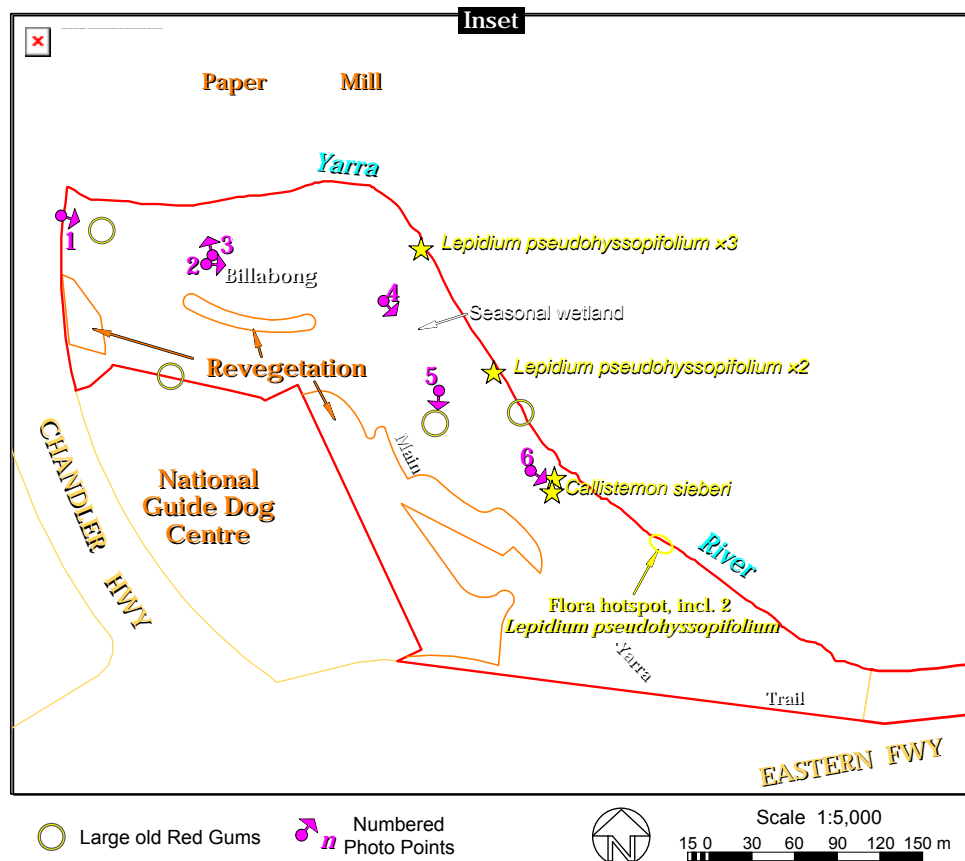 Inset
Paper Mill
Yarra
1
3
2
Billabong
Lepidium pseudohyssopifolium ×3
4
Seasonal wetland
Revegetation
5
Lepidium pseudohyssopifolium ×2
Main
6
Callistemon sieberi
CHANDLER HWY
National
Guide Dog
Centre
River
Flora hotspot, incl. 2
Lepidium pseudohyssopifolium
Yarra
Trail
EASTERN FWY
Large old Red Gums
n
Numbered
Photo Points
N
Scale 1:5,000
15 0 30 60 90 120 150 m